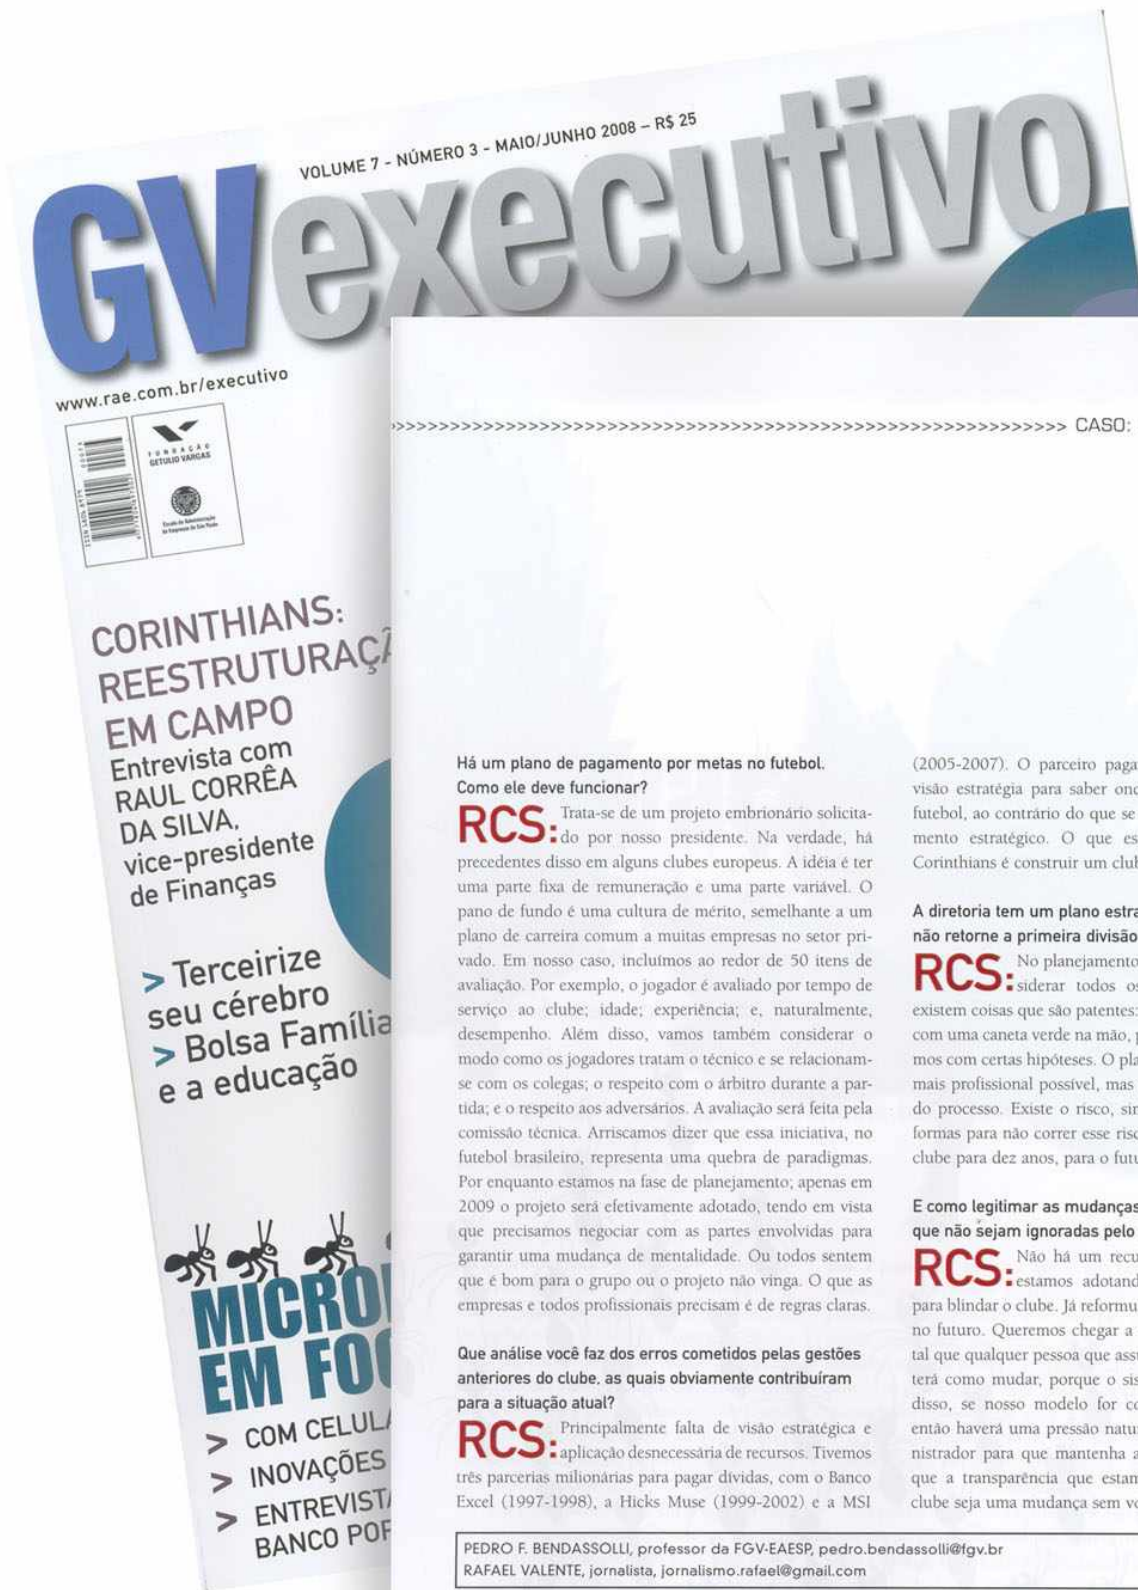 VOLUME 7 - NÚMERO 3 - MAIO/JUNHO 2008 – R$ 25
GVexecutivo
www.rae.com.br/executivo
FUNDAÇÃO
GETULIO VARGAS
Escola de Administração
de Empresas de São Paulo
CORINTHIANS:
REESTRUTURAÇÃ
EM CAMPO
Entrevista com
RAUL CORRÊA
DA SILVA,
vice-presidente
de Finanças
> Terceirize
seu cérebro
> Bolsa Família
e a educação
EM FO
> COM CELUL
> INOVAÇÕES
> ENTREVIST
BANCO
>>>>>>>>>>>>>>>>>>>>>>>>>>>>>>>>>>>>>>>>>>>>>>>>>>>>>>>>>>>>>>>>>>>>>> CASO:
Há um plano de pagamento por metas no futebol.
Como ele deve funcionar?
RCS: Trata-se de um projeto embrionário solicita-
do por nosso presidente. Na verdade, há
precedentes disso em alguns clubes europeus. A idéia é ter
uma parte fixa de remuneração e uma parte variável. O
pano de fundo é uma cultura de mérito, semelhante a um
plano de carreira comum a muitas empresas no setor pri-
vado. Em nosso caso, incluímos ao redor de 50 itens de
avaliação. Por exemplo, o jogador é avaliado por tempo de
serviço ao clube; idade; experiência; e, naturalmente,
desempenho. Além disso, vamos também considerar o
modo como os jogadores tratam o técnico e se relacionam-
se com os colegas; o respeito com o árbitro durante a par-
tida; e o respeito aos adversários. A avaliação será feita pela
comissão técnica. Arriscamos dizer que essa iniciativa, no
futebol brasileiro, representa uma quebra de paradigmas.
Por enquanto estamos na fase de planejamento; apenas em
2009 o projeto será efetivamente adotado, tendo em vista
que precisamos negociar com as partes envolvidas para
garantir uma mudança de mentalidade. Ou todos sentem
que é bom para o grupo ou o projeto não vinga. O que as
empresas e todos profissionais precisam é de regras claras.
Que análise você faz dos erros cometidos pelas gestões
anteriores do clube, as quais obviamente contribuíram
para a situação atual?
RCS: Principalmente falta de visão estratégica e
aplicação desnecessária de recursos. Tivemos
três parcerias milionárias para pagar dívidas, com o Banco
Excel (1997-1998), a Hicks Muse (1999-2002) e a MSI
(2005-2007). O parceiro paga
visão estratégia para saber ond
futebol, ao contrário do que se
mento estratégico. O que es
Corinthians é construir um clul
A diretoria tem um plano estra
não retorne a primeira divisão
RCS: No planejamento
siderar todos os
existem coisas que são patentes:
com uma caneta verde na mão, p
mos com certas hipóteses. O pla
mais profissional possível, mas
do processo. Existe o risco, sin
formas para não correr esse risc
clube para dez anos, para o futu
E como legitimar as mudanças
que não sejam ignoradas pelo
RCS: Não há um recu
estamos adotand
para blindar o clube. Já reformu
no futuro. Queremos chegar a
tal que qualquer pessoa que ass
terá como mudar, porque o sis
disso, se nosso modelo for co
então haverá uma pressão natu
nistrador para que mantenha a
que a transparência que estan
clube seja uma mudança sem vo
PEDRO F. BENDASSOLLI, professor da FGV-EAESP, pedro.bendassolli@fgv.br
RAFAEL VALENTE, jornalista, jornalismo.rafael@gmail.com